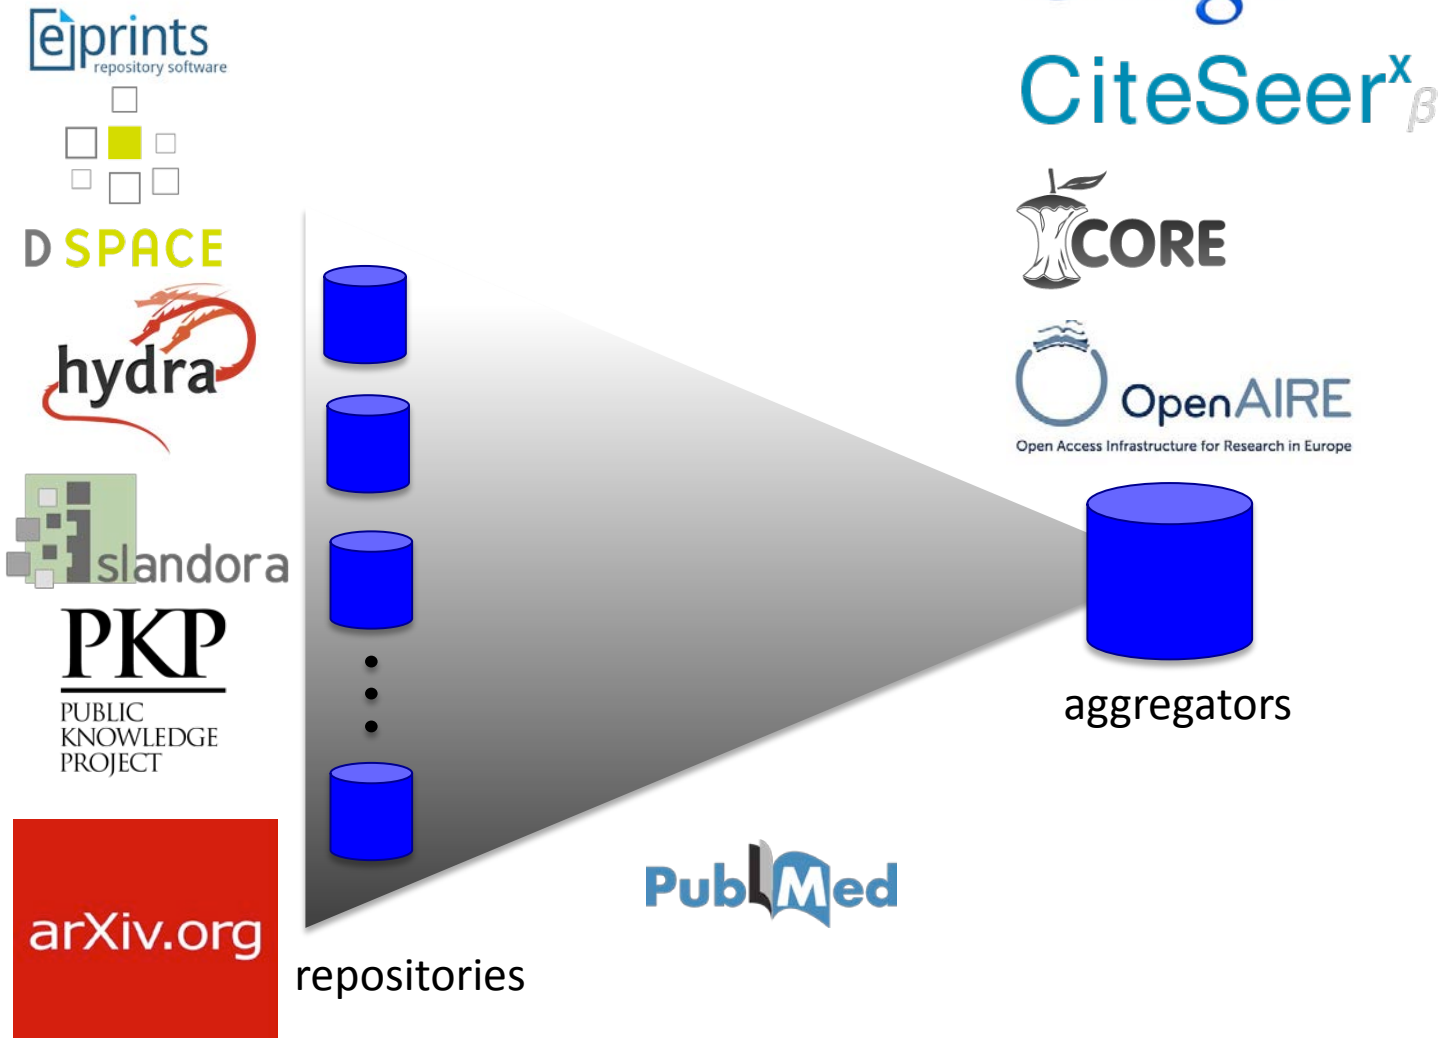 e|prints
repository software
D SPACE
hydra
islandora
PKP
PUBLIC
KNOWLEDGE
PROJECT
arXiv.org
repositories
PubMed
CiteSeerx β
CORE
OpenAIRE
Open Access Infrastructure for Research in Europe
aggregators